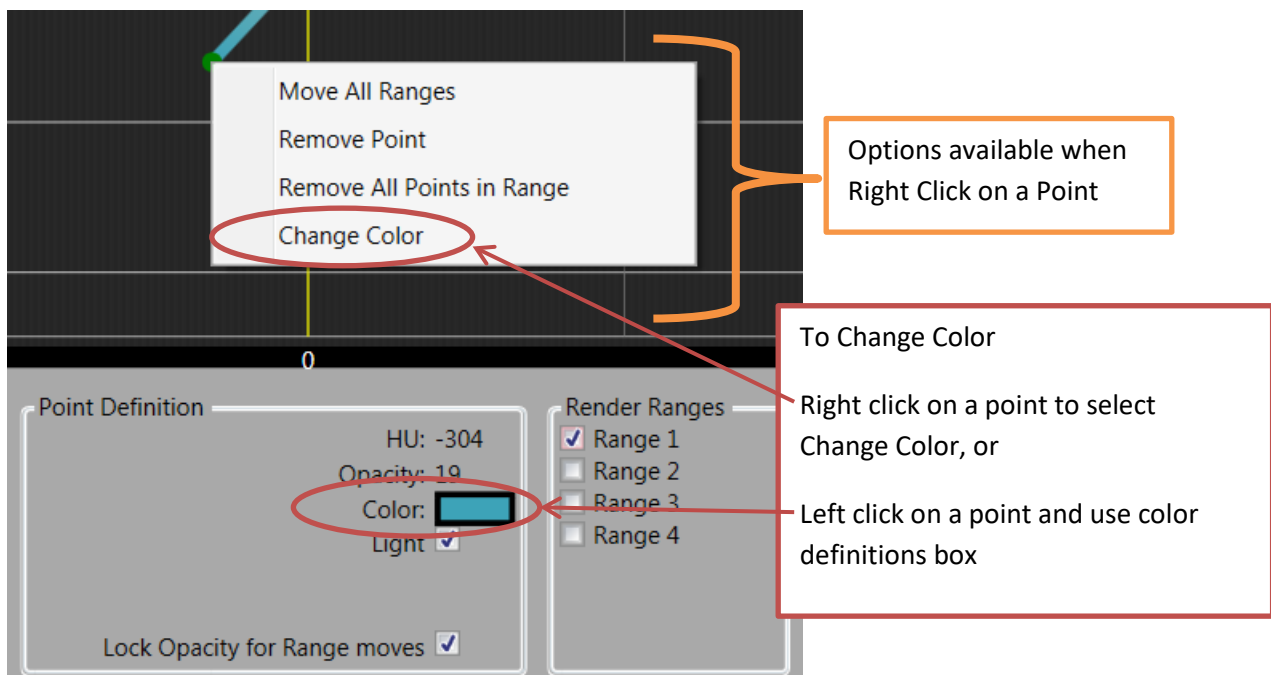 Move All Ranges
Remove Point
Remove All Points in Range
Change Color
Options available when
Right Click on a Point
0
To Change Color
Right click on a point to select
Change Color, or
Left click on a point and use color
definitions box
Point Definition
HU: -304
Opacity: 19
Color:
Light
Lock Opacity for Range moves
Render Ranges
Range 1
Range 2
Range 3
Range 4